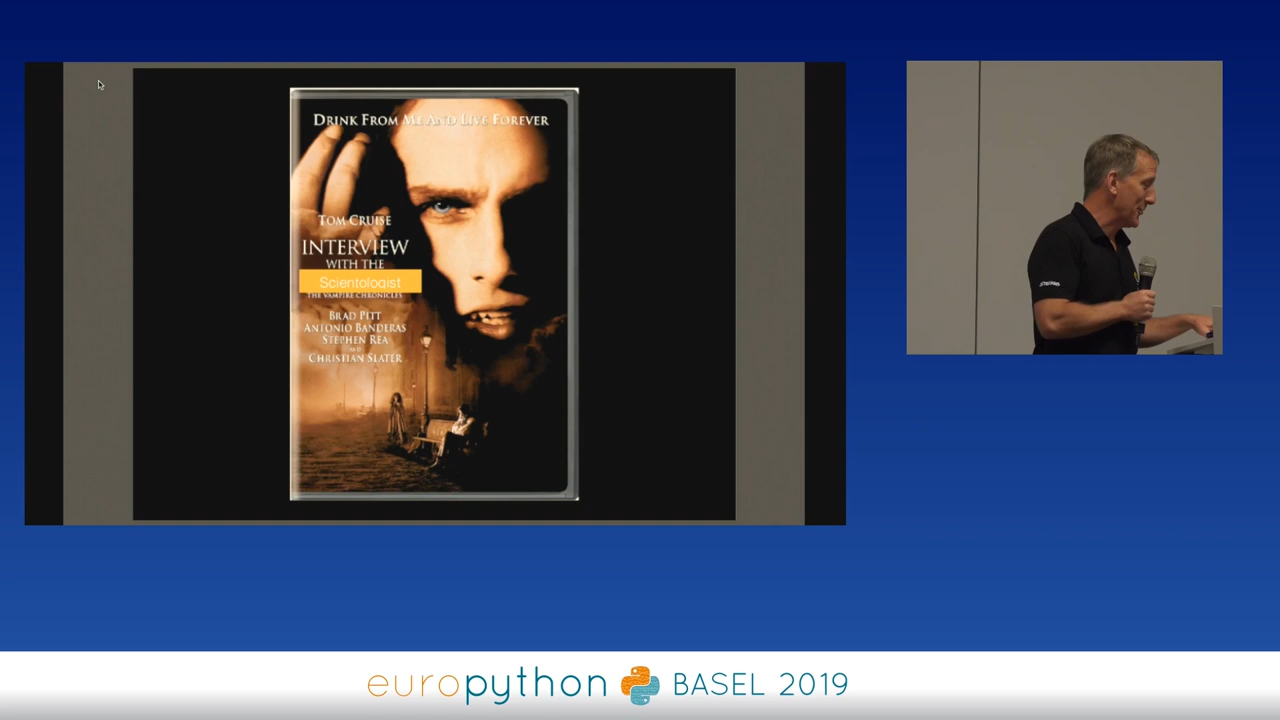 DRINK FROM ME AND LIVE FOREVER
TOM CRUISE
INTERVIEW
WITH THE
Scientologist
THE VAMPIRE CHRONICLES
BRAD PITT
ANTONIO BANDERAS
STEPHEN REA
AND
CHRISTIAN SLATER
europython BASEL 2019